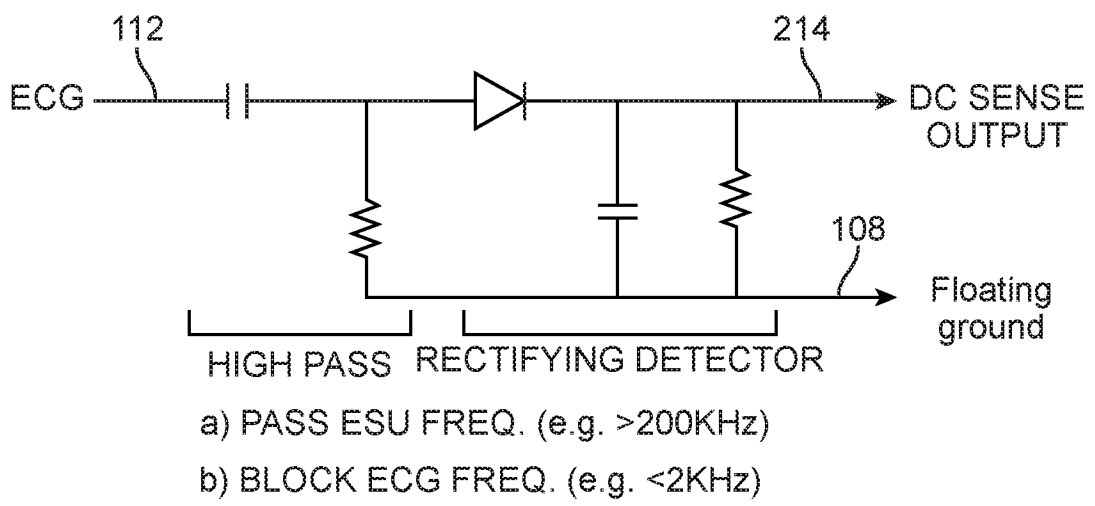 112
214
ECG
DC SENSE
OUTPUT
108
Floating
ground
HIGH PASS
RECTIFYING DETECTOR
a) PASS ESU FREQ. (e.g. >200KHz)
b) BLOCK ECG FREQ. (e.g. <2KHz)